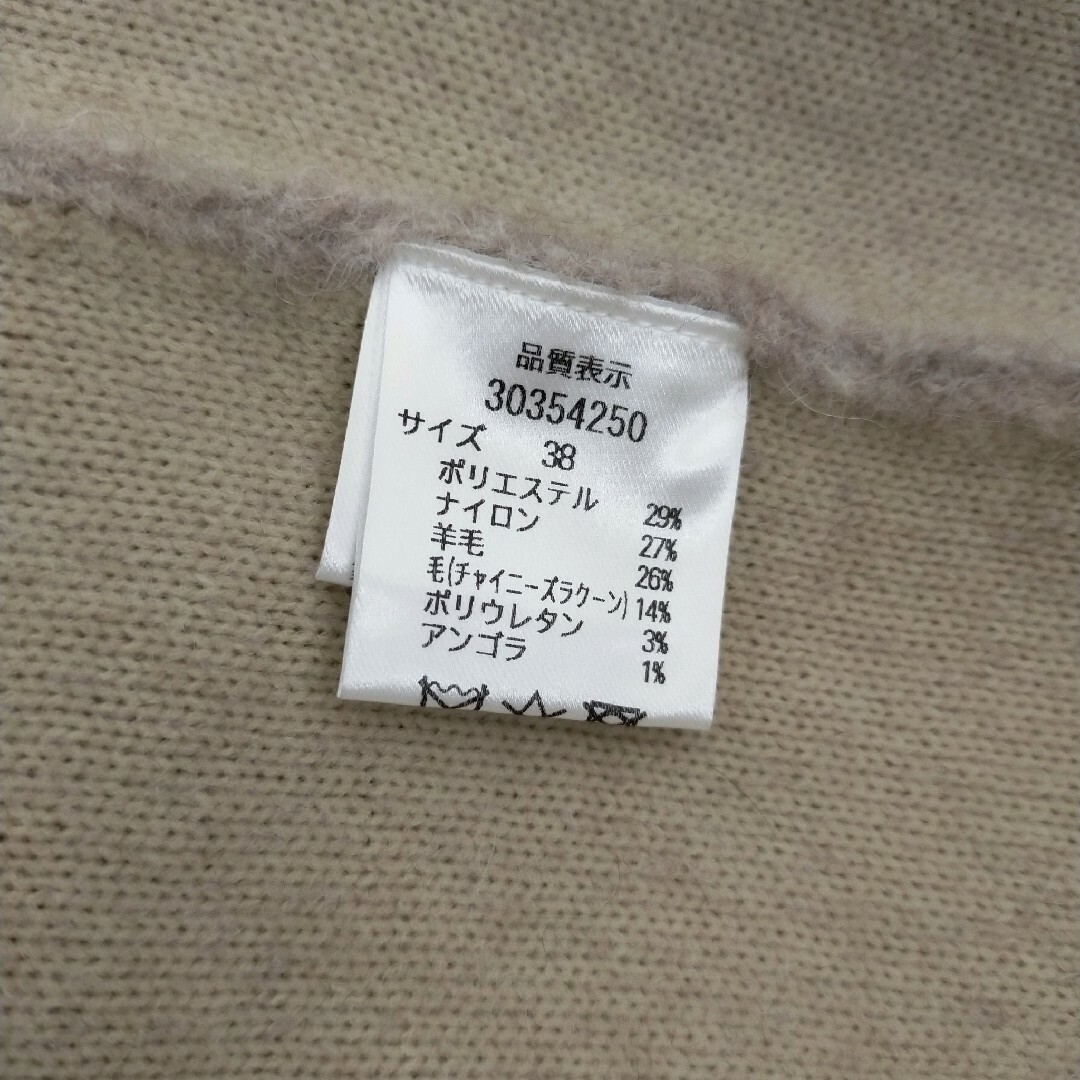 品質表示
30354250
サイズ 38
ポリエステル 29%
ナイロン 27%
羊毛 26%
毛(チャイニーズラクーン) 14%
ポリウレタン 3%
アンゴラ 1%